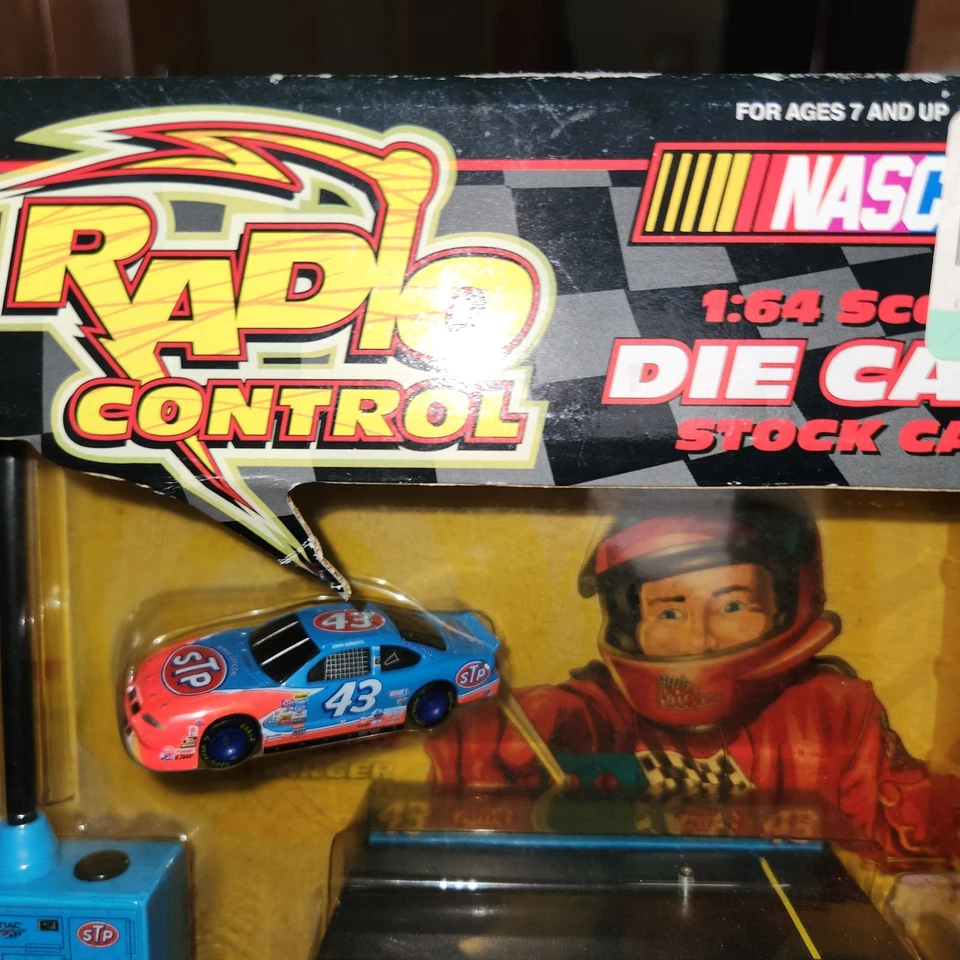 FOR AGES 7 AND UP
RADIO
CONTROL
NASC
1:64 Sca
DIE CA
STOCK CA
43
STP
43
STP
STP